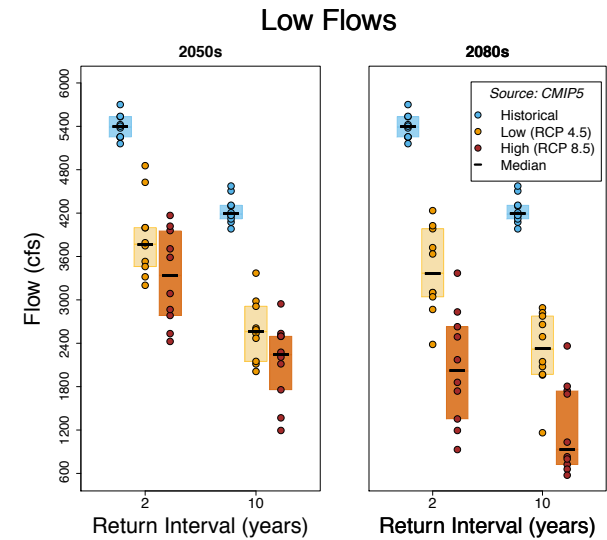 Low Flows
2050s
2080s
Flow (cfs)
6000
5400
4800
4200
3600
3000
2400
1800
1200
600
Source: CMIP5
Historical
Low (RCP 4.5)
High (RCP 8.5)
Median
2 10
2 10
Return Interval (years)
Return Interval (years)